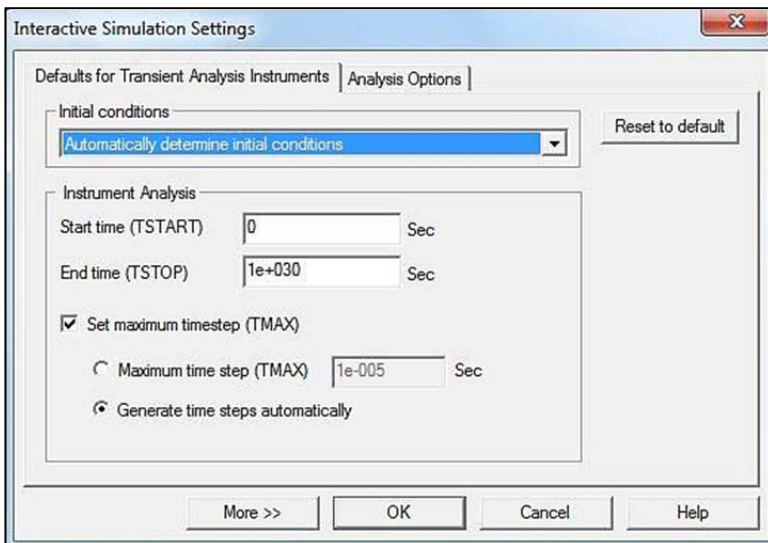 Interactive Simulation Settings
Defaults for Transient Analysis Instruments
Analysis Options
Initial conditions
Automatically determine initial conditions
Reset to default
Instrument Analysis
Start time (TSTART) 0 Sec
End time (TSTOP) 1e+030 Sec
Set maximum timestep (TMAX)
Maximum time step (TMAX) 1e-005 Sec
Generate time steps automatically
More >> OK Cancel Help